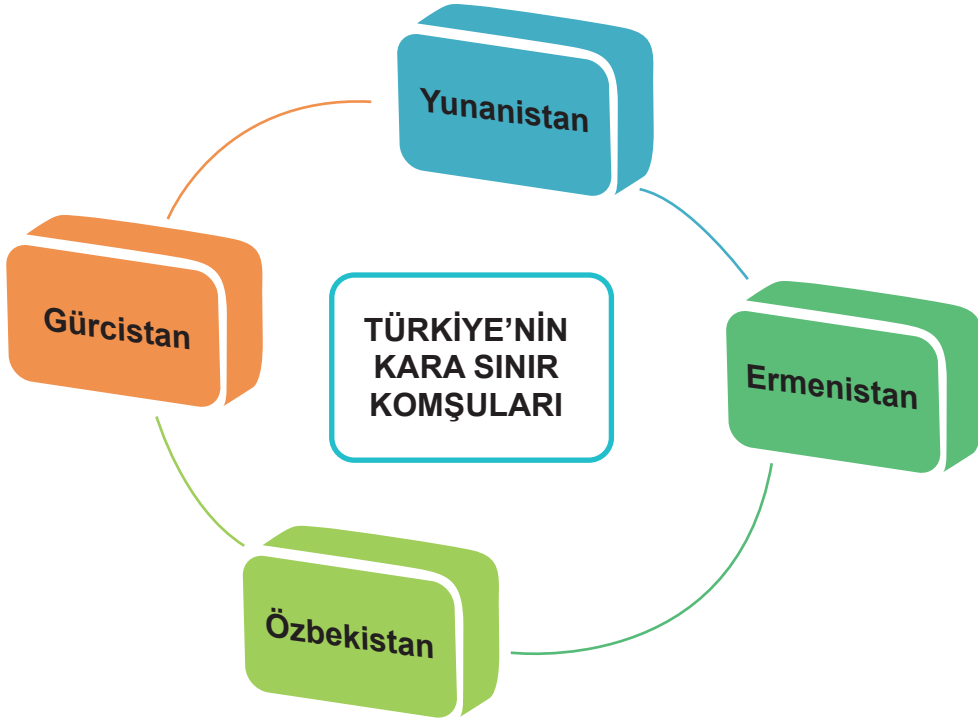 Yunanistan
Gürcistan
TÜRKİYE’NİN
KARA SINIR
KOMŞULARI
Ermenistan
Özbekistan